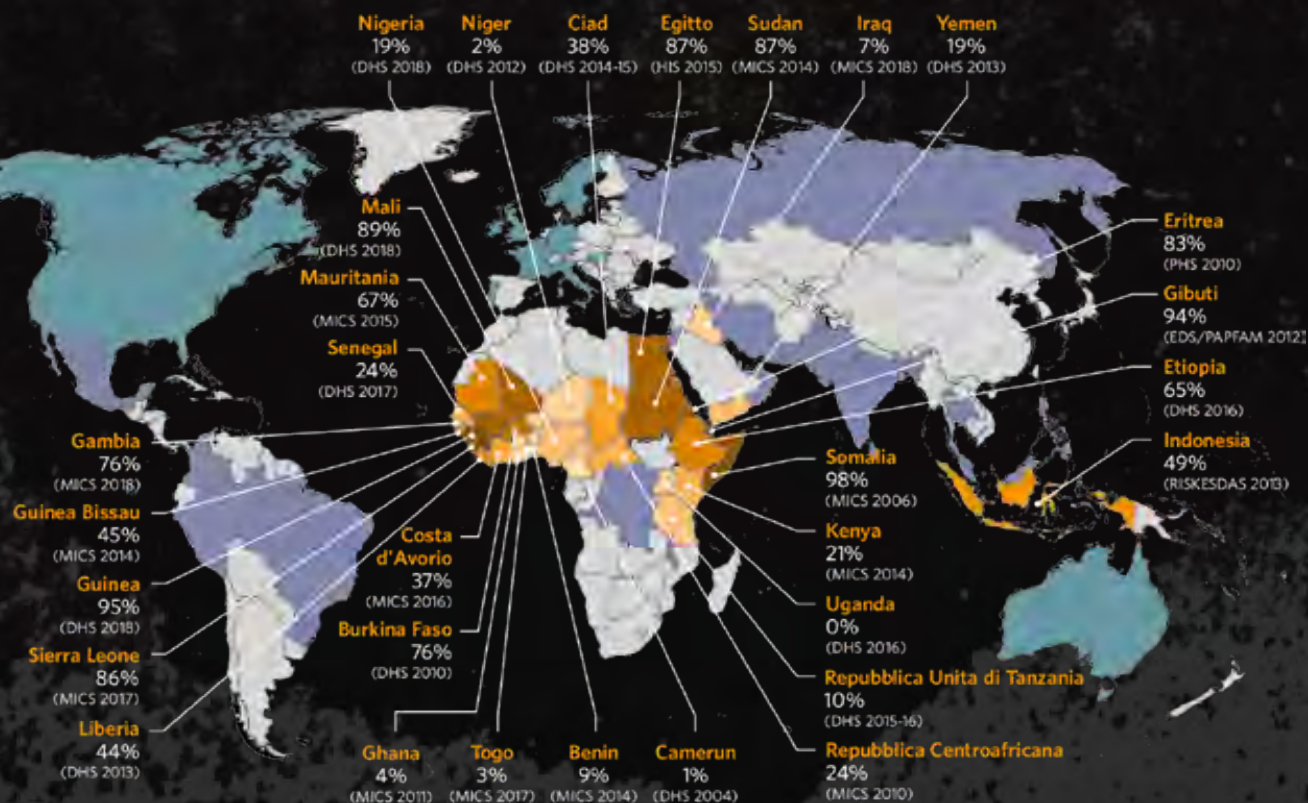 Nigeria
19%
(DHS 2018)
Niger
2%
(DHS 2012)
Ciad
38%
(DHS 2014-15)
Egitto
87%
(HIS 2015)
Sudan
87%
(MICS 2014)
Iraq
7%
(MICS 2018)
Yemen
19%
(DHS 2013)
Mali
89%
(DHS 2018)
Mauritania
67%
(MICS 2015)
Senegal
24%
(DHS 2017)
Gambia
76%
(MICS 2018)
Guinea Bissau
45%
(MICS 2014)
Guinea
95%
(DHS 2018)
Sierra Leone
86%
(MICS 2017)
Liberia
44%
(DHS 2013)
Costa
d'Avorio
37%
(MICS 2016)
Burkina Faso
76%
(DHS 2010)
Ghana
4%
(MICS 2011)
Togo
3%
(MICS 2017)
Benin
9%
(MICS 2014)
Camerun
1%
(DHS 2004)
Eritrea
83%
(PHS 2010)
Gibuti
94%
(EDS/PAPFAM 2012)
Etiopia
65%
(DHS 2016)
Indonesia
49%
(RISKESDAS 2013)
Somalia
98%
(MICS 2006)
Kenya
21%
(MICS 2014)
Uganda
0%
(DHS 2016)
Repubblica Unita di Tanzania
10%
(DHS 2015-16)
Repubblica Centroafricana
24%
(MICS 2010)